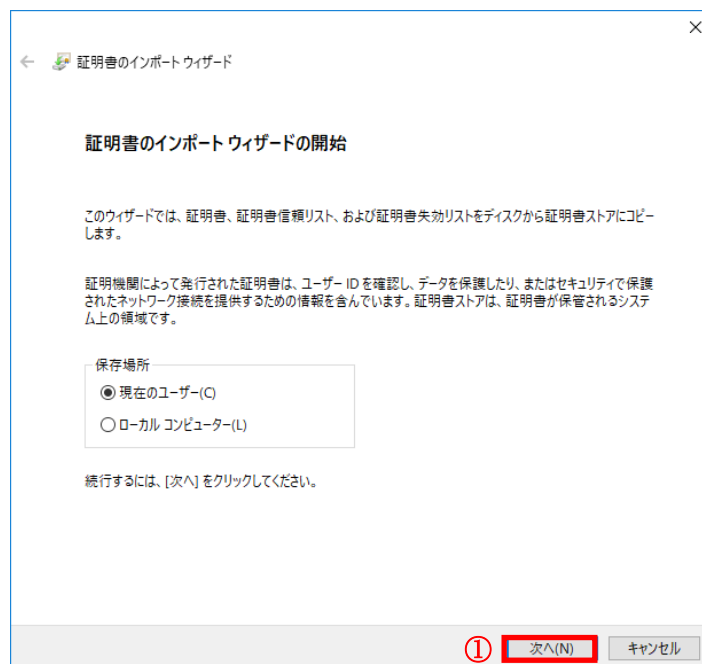 証明書のインポート ウィザード
証明書のインポート ウィザードの開始
このウィザードでは、証明書、証明書信頼リスト、および証明書失効リストをディスクから証明書ストアにコピー
します。
証明機関によって発行された証明書は、ユーザー ID を確認し、データを保護したり、またはセキュリティで保護
されたネットワーク接続を提供するための情報を含んでいます。証明書ストアは、証明書が保管されるシステ
ム上の領域です。
保存場所
現在のユーザー(C)
ローカル コンピューター(L)
続行するには、[次へ] をクリックしてください。
① 次へ(N) キャンセル